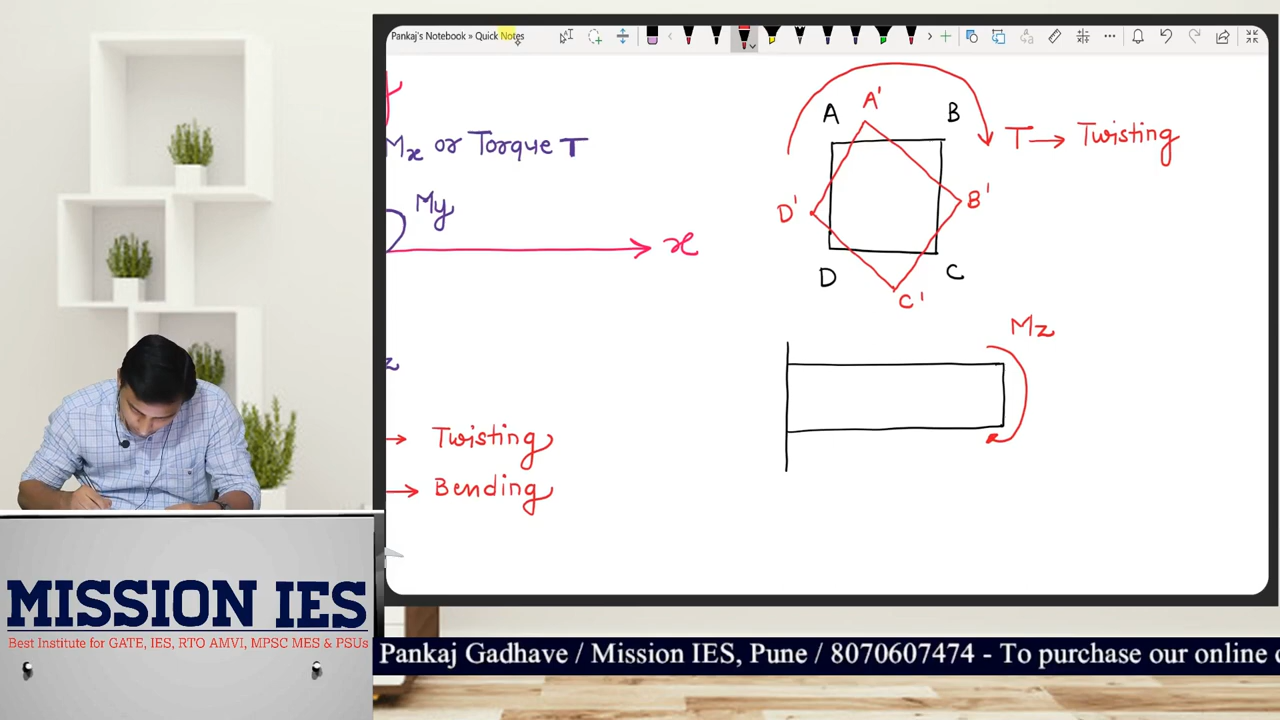 Pankaj's Notebook » Quick Notes
Mx or Torque T
My
x
z
Twisting
Bending
A A' B
T → Twisting
D' B'
D C
C'
Mz
MISSION IES
Best Institute for GATE, IES, RTO AMVI, MPSC MES & PSUs
Pankaj Gadhave / Mission IES, Pune / 8070607474 - To purchase our online